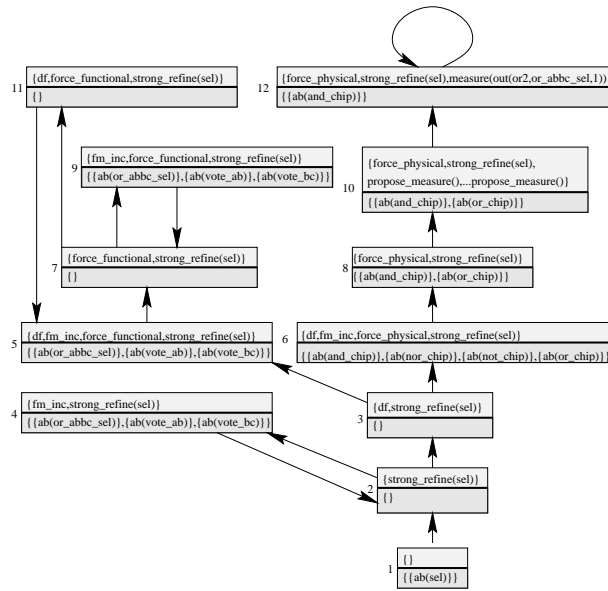 {df,force_functional,strong_refine(sel)}
11
{}
{force_physical,strong_refine(sel),measure(out(or2,or_abbc_sel,1))
12
{{ab(and_chip)}}
{fm_inc,force_functional,strong_refine(sel)}
9
{{ab(or_abbc_sel)},{ab(vote_ab)},{ab(vote_bc)}}
{force_physical,strong_refine(sel),
propose_measure(),...propose_measure()}
10
{{ab(and_chip)},{ab(or_chip)}}
{force_functional,strong_refine(sel)}
7
{}
{force_physical,strong_refine(sel)}
8
{{ab(and_chip)},{ab(or_chip)}}
{df,fm_inc,force_functional,strong_refine(sel)}
5
{{ab(or_abbc_sel)},{ab(vote_ab)},{ab(vote_bc)}}
6
{df,fm_inc,force_physical,strong_refine(sel)}
{{ab(and_chip)},{ab(nor_chip)},{ab(not_chip)},{ab(or_chip)}}
{fm_inc,strong_refine(sel)}
4
{{ab(or_abbc_sel)},{ab(vote_ab)},{ab(vote_bc)}}
{df,strong_refine(sel)}
3
{}
{strong_refine(sel)}
2
{}
{}
1
{{ab(sel)}}